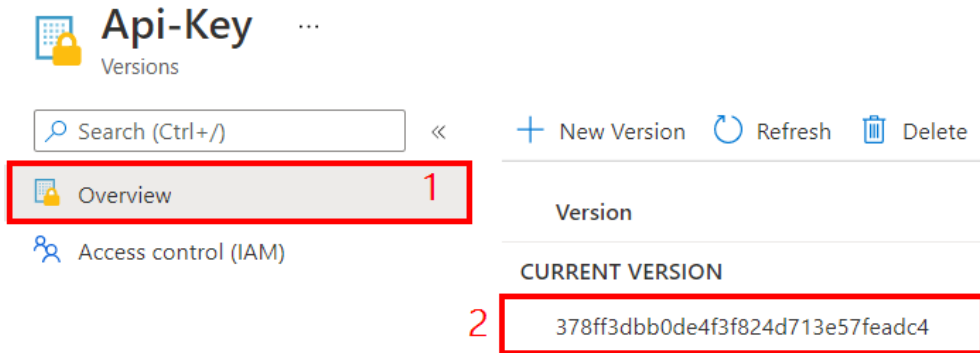 Api-Key ...
Versions
Search (Ctrl+/)
«
New Version Refresh Delete
Overview 1
Access control (IAM)
Version
CURRENT VERSION
2 378ff3dbb0de4f3f824d713e57feadc4